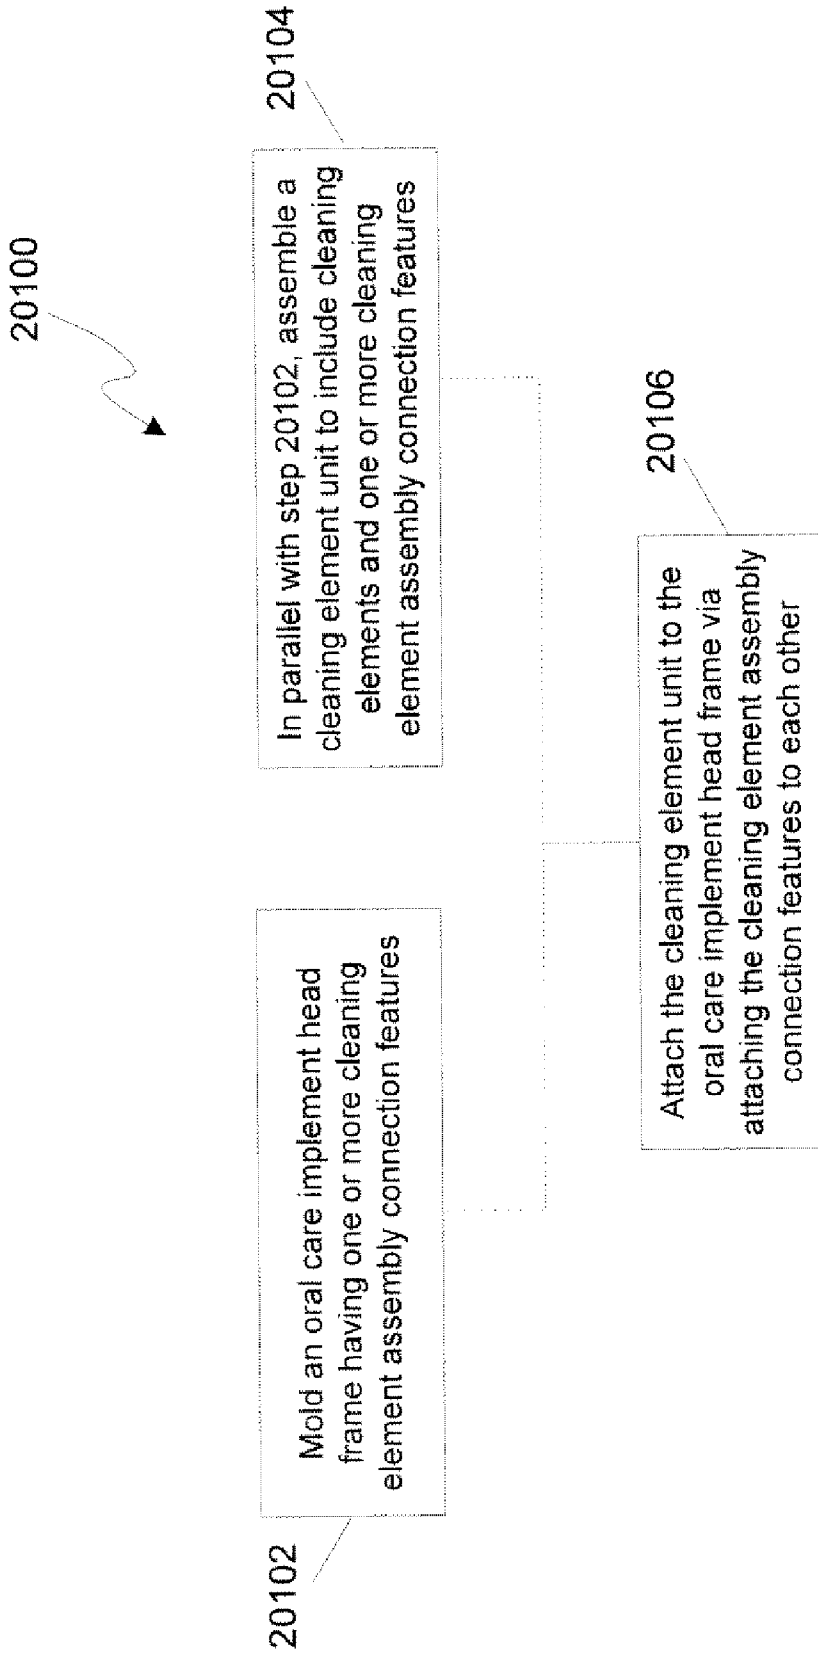 20100
20102
Mold an oral care implement head
frame having one or more cleaning
element assembly connection features
20104
In parallel with step 20102, assemble a
cleaning element unit to include cleaning
elements and one or more cleaning
element assembly connection features
20106
Attach the cleaning element unit to the
oral care implement head frame via
attaching the cleaning element assembly
connection features to each other